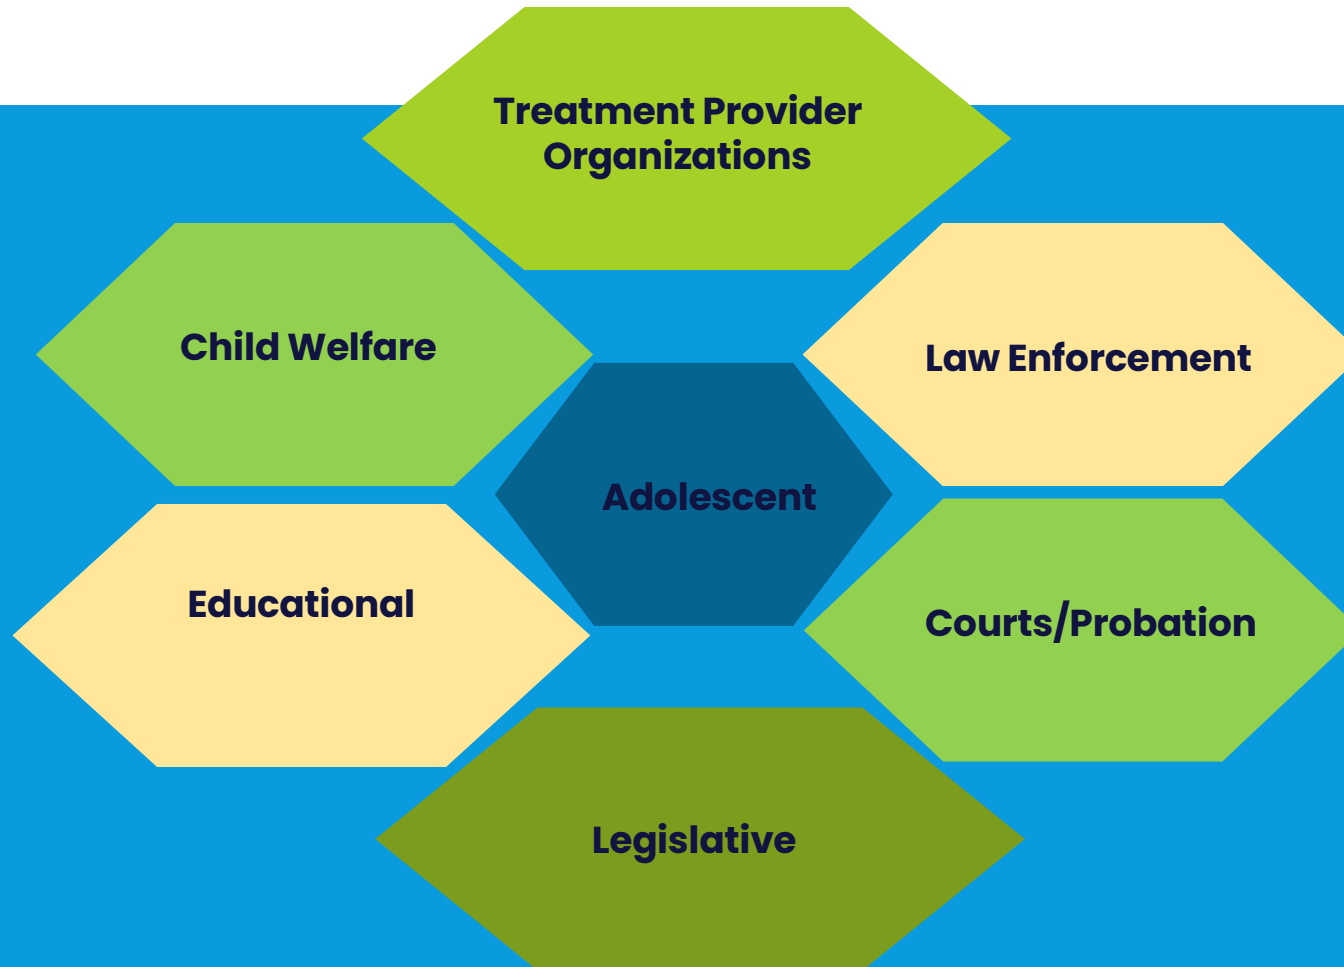 Treatment Provider
Organizations
Child Welfare
Law Enforcement
Adolescent
Educational
Courts/Probation
Legislative